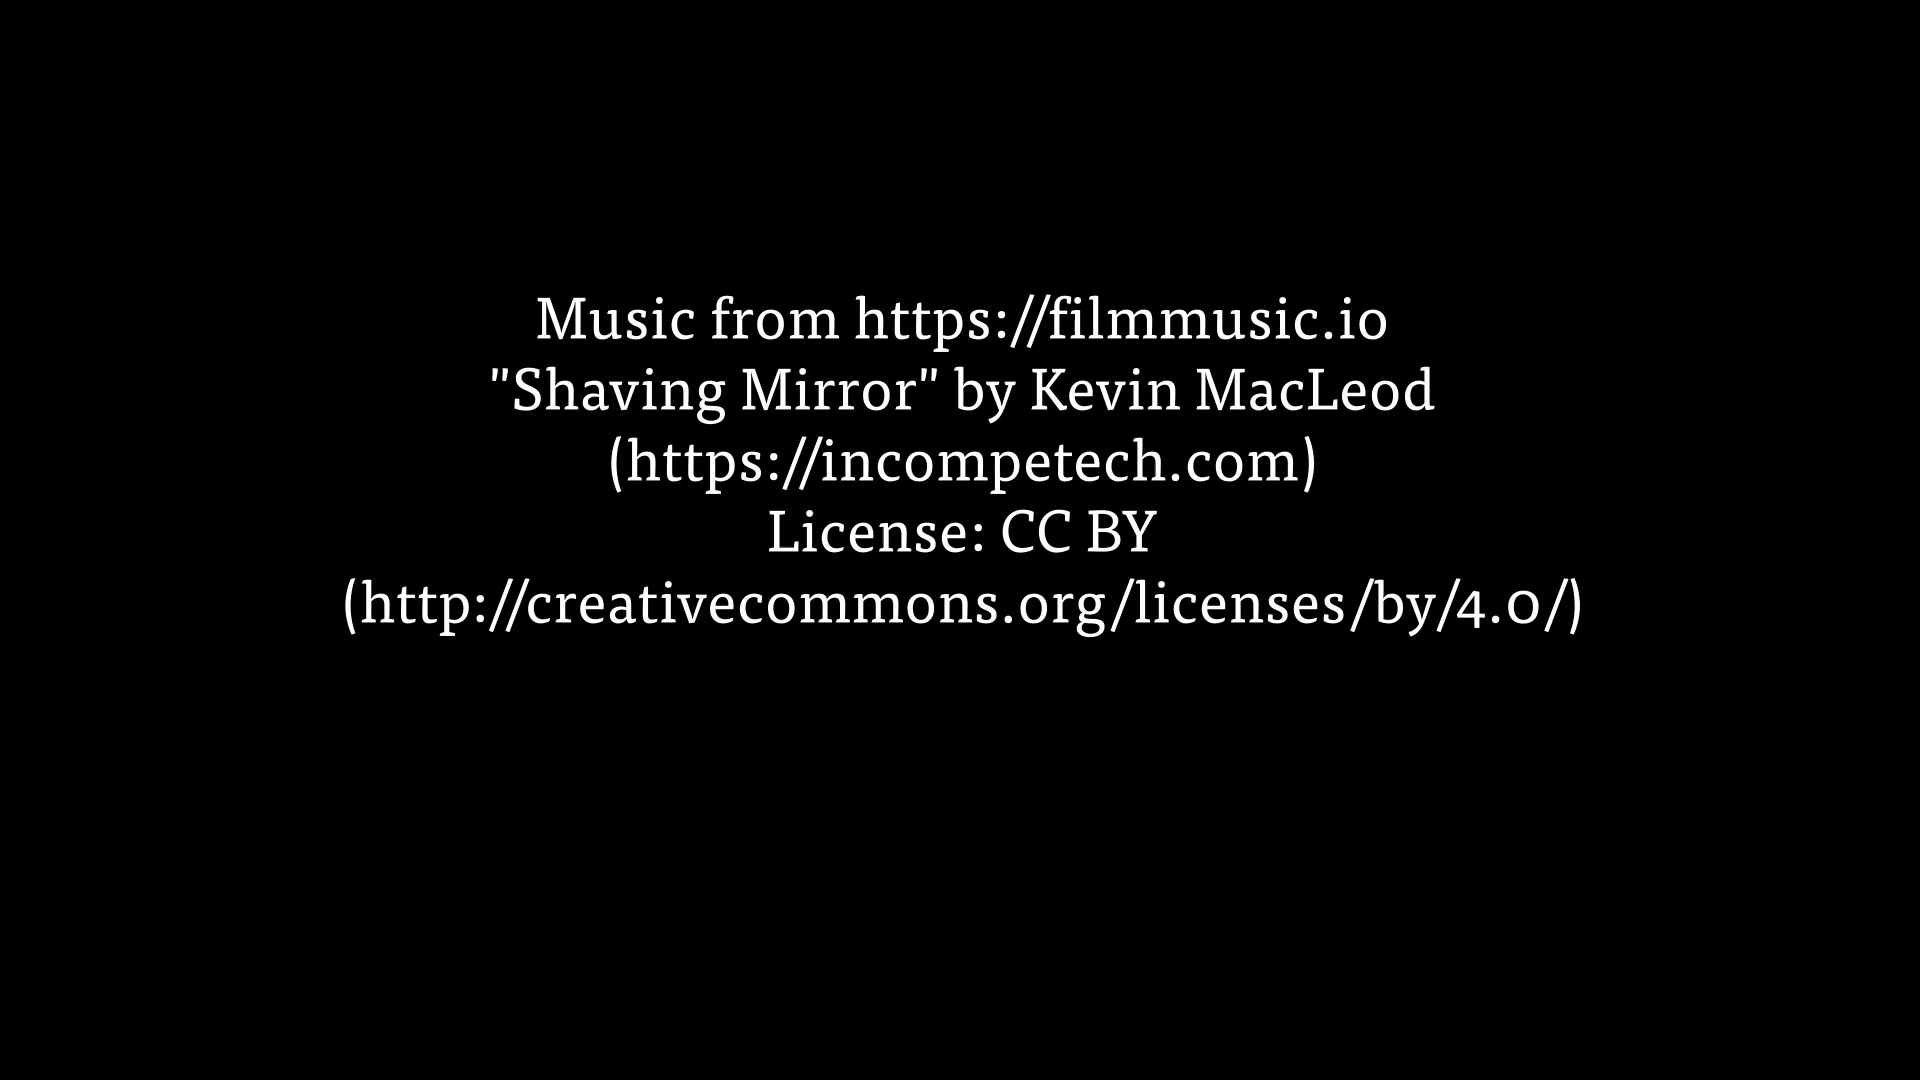 Music from https://filmmusic.io
"Shaving Mirror" by Kevin MacLeod
(https://incompetech.com)
License: CC BY
(http://creativecommons.org/licenses/by/4.0/)